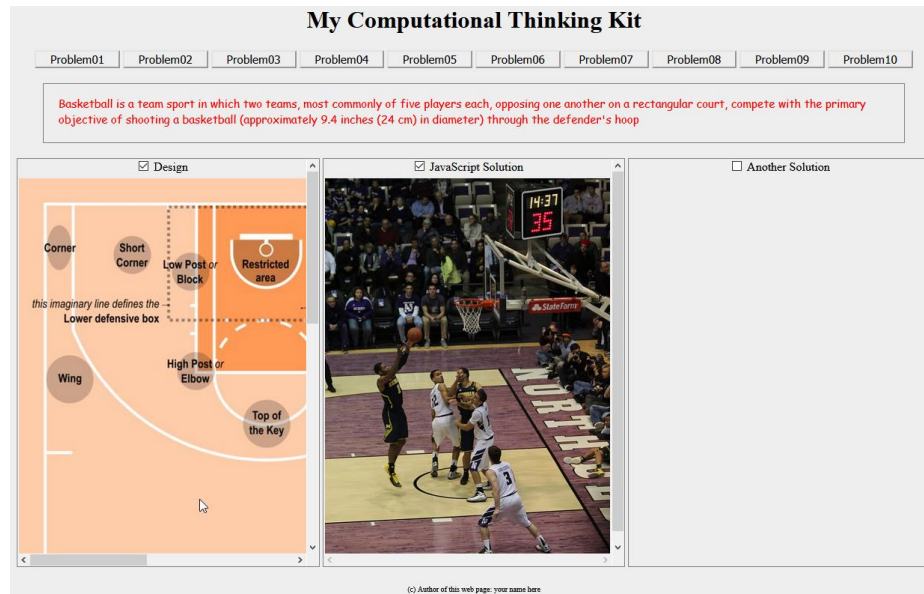 My Computational Thinking Kit
Problem01 Problem02 Problem03 Problem04 Problem05 Problem06 Problem07 Problem08 Problem09 Problem10
Basketball is a team sport in which two teams, most commonly of five players each, opposing one another on a rectangular court, compete with the primary
objective of shooting a basketball (approximately 9.4 inches (24 cm) in diameter) through the defender's hoop
Design
Corner
Short
Corner
Low Post or
Block
Restricted
area
this imaginary line defines the
Lower defensive box
High Post or
Elbow
Wing
Top of
the Key
JavaScript Solution
14:37
35
StateFarm
3
Another Solution
(c) Author of this web page: your name here